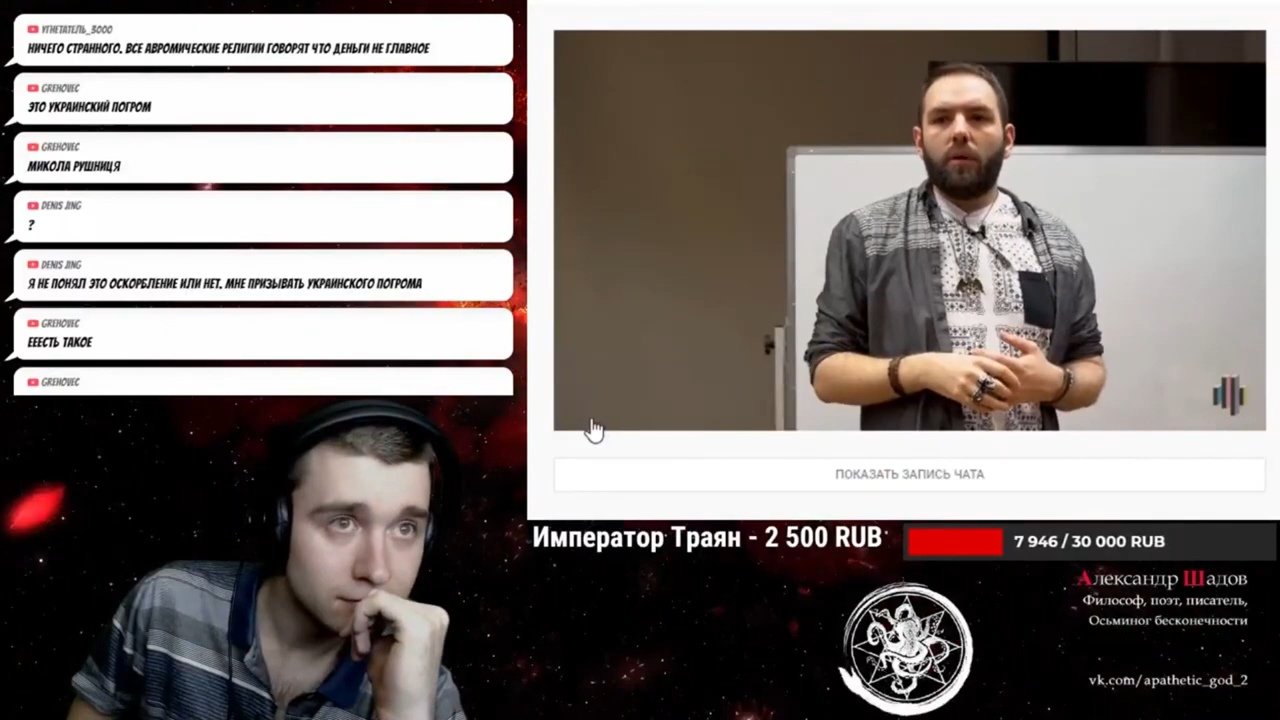 УГНЕТАТЕЛЬ_3000
НИЧЕГО СТРАННОГО. ВСЕ АВРОМИЧЕСКИЕ РЕЛИГИИ ГОВОРЯТ ЧТО ДЕНЬГИ НЕ ГЛАВНОЕ
GREHOVEC
ЭТО УКРАИНСКИЙ ПОГРОМ
GREHOVEC
МИКОЛА РУШНИЦЯ
DENIS JING
?
DENIS JING
Я НЕ ПОНЯЛ ЭТО ОСКОРБЛЕНИЕ ИЛИ НЕТ. МНЕ ПРИЗЫВАТЬ УКРАИНСКОГО ПОГРОМА
GREHOVEC
ЕЕЕСТЬ ТАКОЕ
GREHOVEC
ПОКАЗАТЬ ЗАПИСЬ ЧАТА
Император Траян - 2 500 RUB
7 946 / 30 000 RUB
Александр Шадов
Философ, поэт, писатель,
Осьминог бесконечности
vk.com/apathetic_god_2